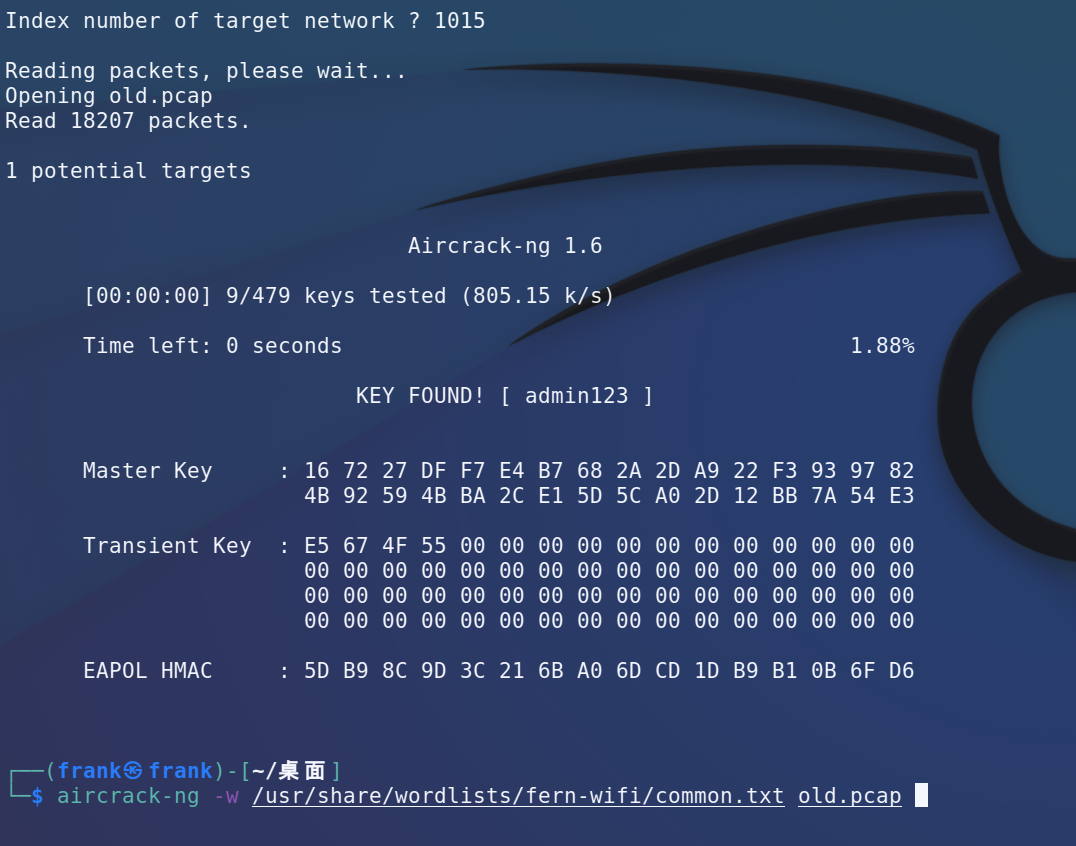 Index number of target network ? 1015
Reading packets, please wait...
Opening old.pcap
Read 18207 packets.
1 potential targets
Aircrack-ng 1.6
[00:00:00] 9/479 keys tested (805.15 k/s)
Time left: 0 seconds 1.88%
KEY FOUND! [ admin123 ]
Master Key : 16 72 27 DF F7 E4 B7 68 2A 2D A9 22 F3 93 97 82
4B 92 59 4B BA 2C E1 5D 5C A0 2D 12 BB 7A 54 E3
Transient Key : E5 67 4F 55 00 00 00 00 00 00 00 00 00 00 00 00
00 00 00 00 00 00 00 00 00 00 00 00 00 00 00 00
00 00 00 00 00 00 00 00 00 00 00 00 00 00 00 00
00 00 00 00 00 00 00 00 00 00 00 00 00 00 00 00
EAPOL HMAC : 5D B9 8C 9D 3C 21 6B A0 6D CD 1D B9 B1 0B 6F D6
┌──(frank㉿frank)-[~/桌面]
└─$ aircrack-ng -w /usr/share/wordlists/fern-wifi/common.txt old.pcap